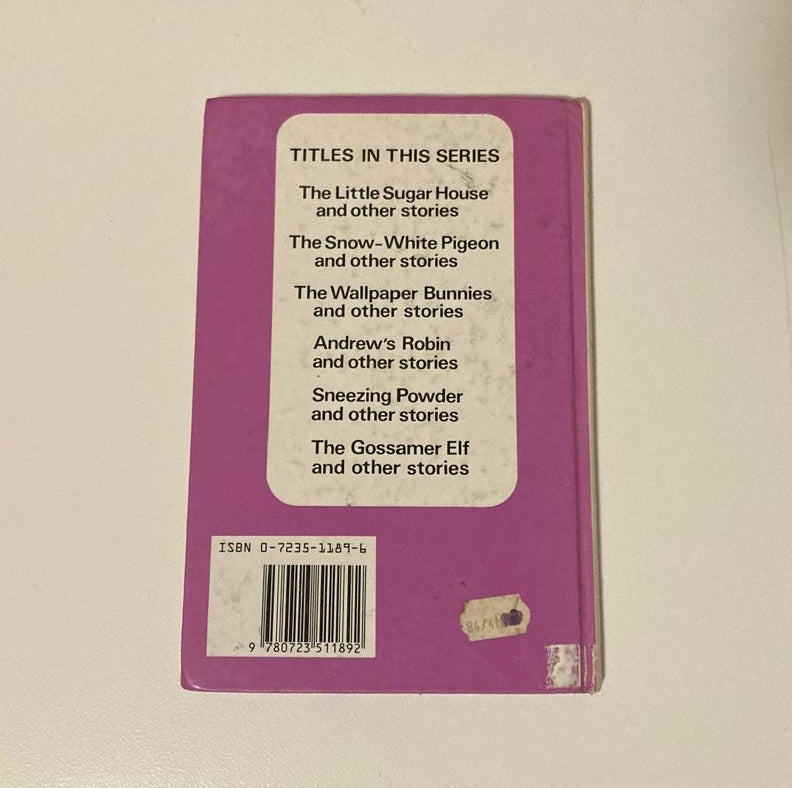 TITLES IN THIS SERIES
The Little Sugar House
and other stories
The Snow-White Pigeon
and other stories
The Wallpaper Bunnies
and other stories
Andrew's Robin
and other stories
Sneezing Powder
and other stories
The Gossamer Elf
and other stories
ISBN 0-7235-1189-6
9 780723 511892